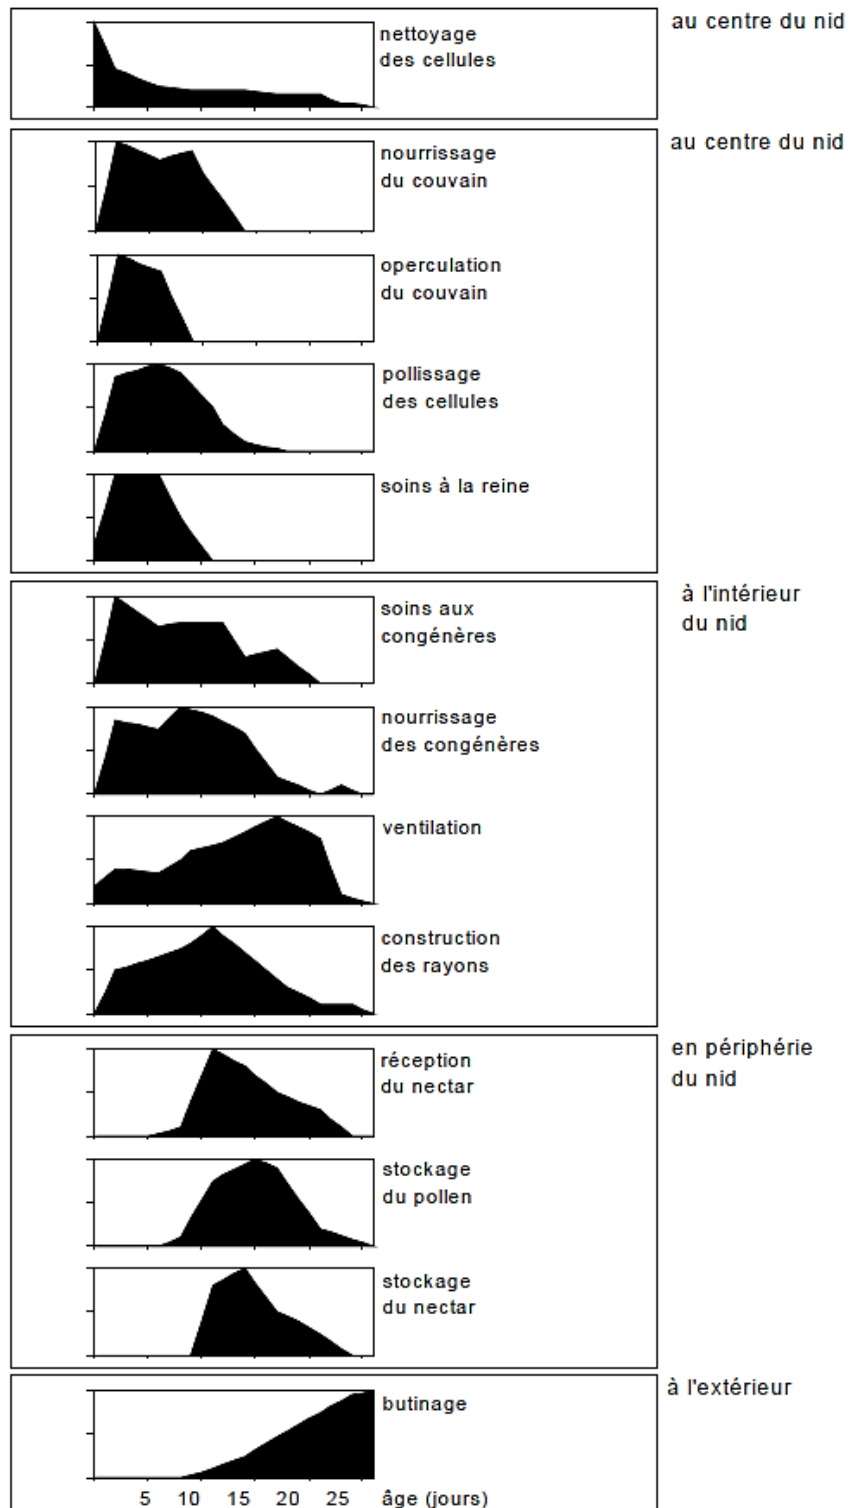 nettoyage
des cellules
au centre du nid
nourrissage
du couvain
au centre du nid
operculation
du couvain
pollissage
des cellules
soins à la reine
soins aux
congénères
à l'intérieur
du nid
nourrissage
des congénères
ventilation
construction
des rayons
réception
du nectar
en périphérie
du nid
stockage
du pollen
stockage
du nectar
butinage
à l'extérieur
5 10 15 20 25 âge (jours)